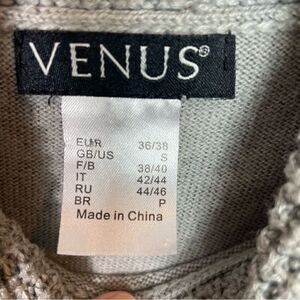 VENUS®
EUR 36/38
GB/US S
F/B 38/40
IT 42/44
RU 44/46
BR P
Made in China